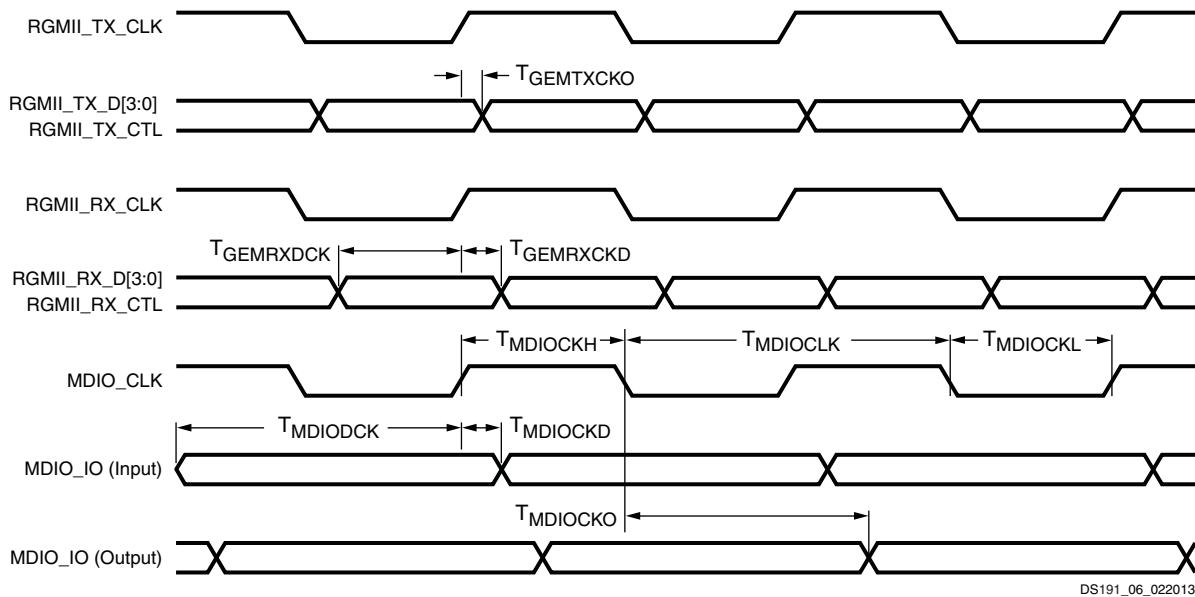 RGMII_TX_CLK
TGEMTXCKO
RGMII_TX_D[3:0]
RGMII_TX_CTL
RGMII_RX_CLK
TGEMRXDCK
TGEMRXCKD
RGMII_RX_D[3:0]
RGMII_RX_CTL
TMDIOCKH
TMDIOCLK
TMDIOCKL
MDIO_CLK
TMDIODCK
TMDIOCKD
MDIO_IO (Input)
TMDIOCKO
MDIO_IO (Output)
DS191_06_022013